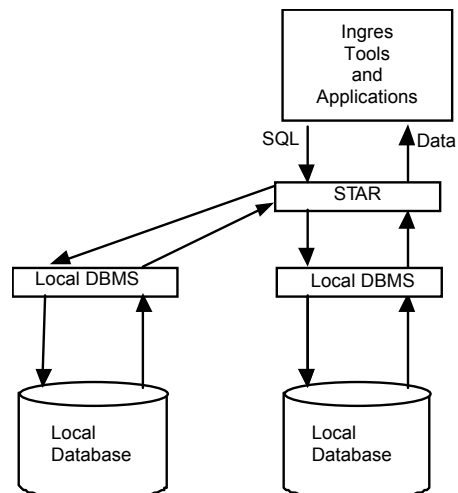 Ingres
Tools
and
Applications
SQL
Data
STAR
Local DBMS
Local DBMS
Local
Database
Local
Database